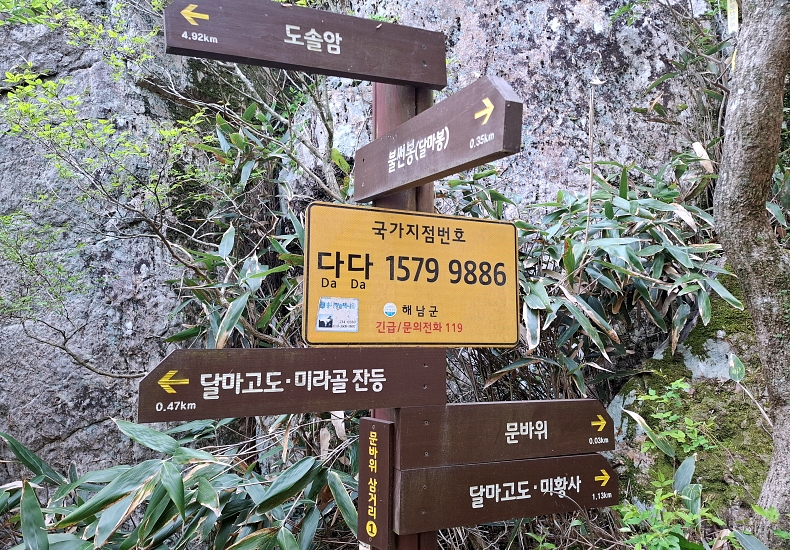 도솔암
4.92km
불썬봉(달마봉)
0.35km
국가지점번호
다다 1579 9886
Da Da
해남군
긴급/문의전화 119
달마고도·미라골 잔등
0.47km
문바위
0.03km
문바위 삼거리 1
달마고도·미황사
1.13km